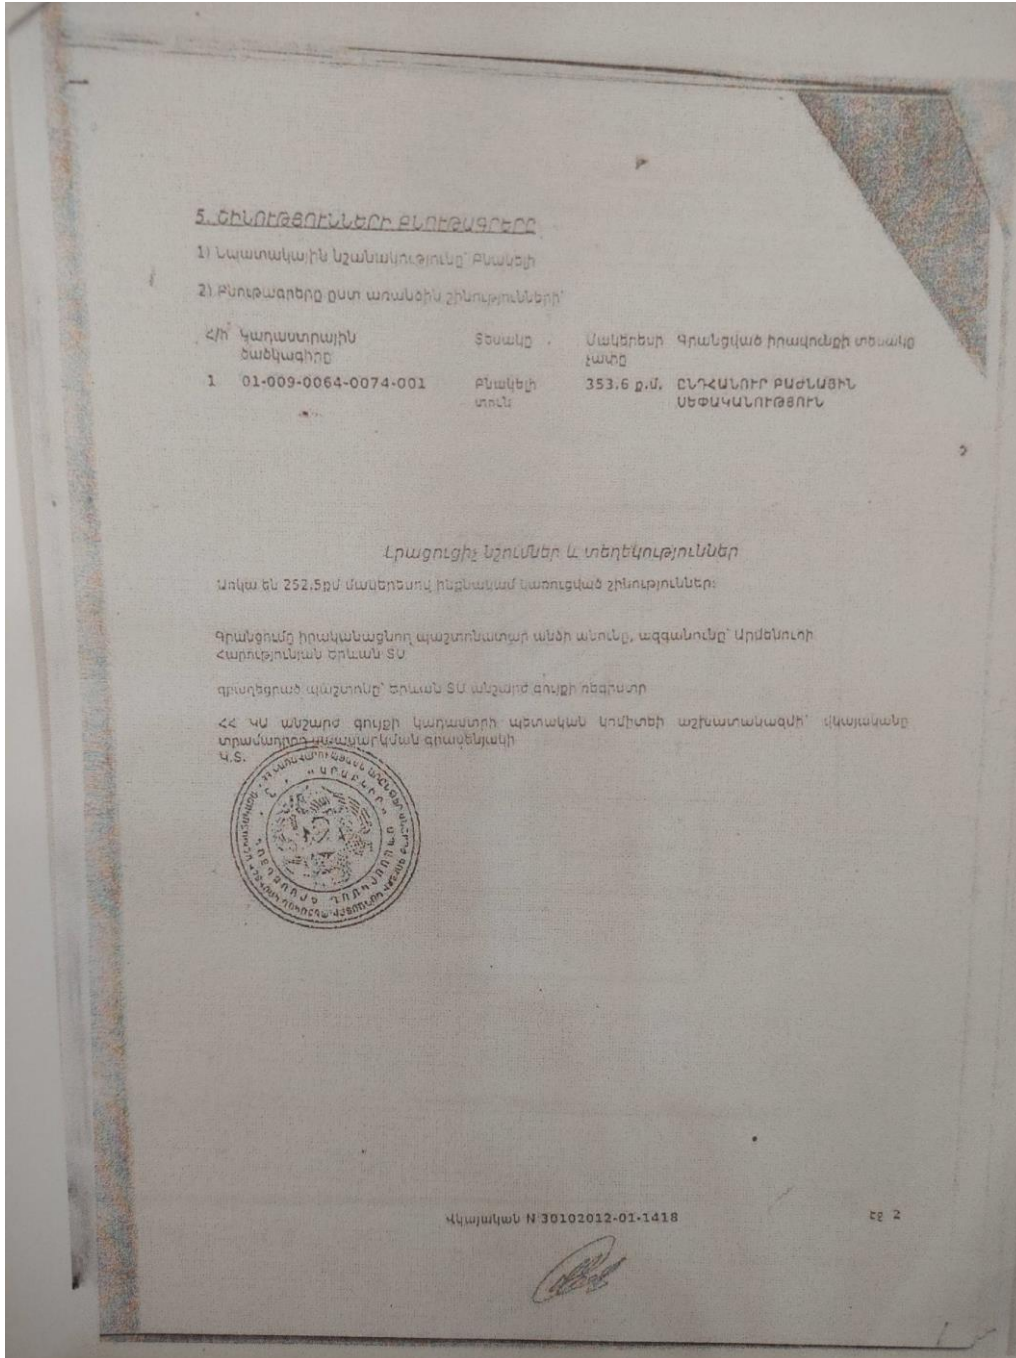 5. ՇԻՆՈՒԹՅՈՒՆՆԵՐԻ ԲՆՈՒԹԱԳՐԵՐԸ
1) Նպատակային նշանակությունը՝ Բնակելի
2) Բնութագրերը ըստ առանձին շինությունների՝
Հ/հ Կադաստրային Տեսակը Մակերեսի Գրանցված իրավունքի տեսակը
ծածկագիրը չափը
1 01-009-0064-0074-001 Բնակելի 353.6 ք.մ. ԸՆԴՀԱՆՈՒՐ ԲԱԺՆԱՅԻՆ
տուն ՍԵՓԱԿԱՆՈՒԹՅՈՒՆ
Լրացուցիչ նշումներ և տեղեկություններ
Առկա են 252.5քմ մակերեսով ինքնակամ կառուցված շինություններ:
Գրանցումը իրականացնող պաշտոնատար անձի անունը, ազգանունը՝ Արմենուհի
Հարությունյան Երևան ՏՍ
զբաղեցրած պաշտոնը՝ Երևան ՏՍ անշարժ գույքի ռեգիստր
ՀՀ ԿԱ անշարժ գույքի կադաստրի պետական կոմիտեի աշխատակազմի՝ վկայականը
տրամադրող սպասարկման գրասենյակի
Կ.Տ.
Վկայական N 30102012-01-1418 էջ 2